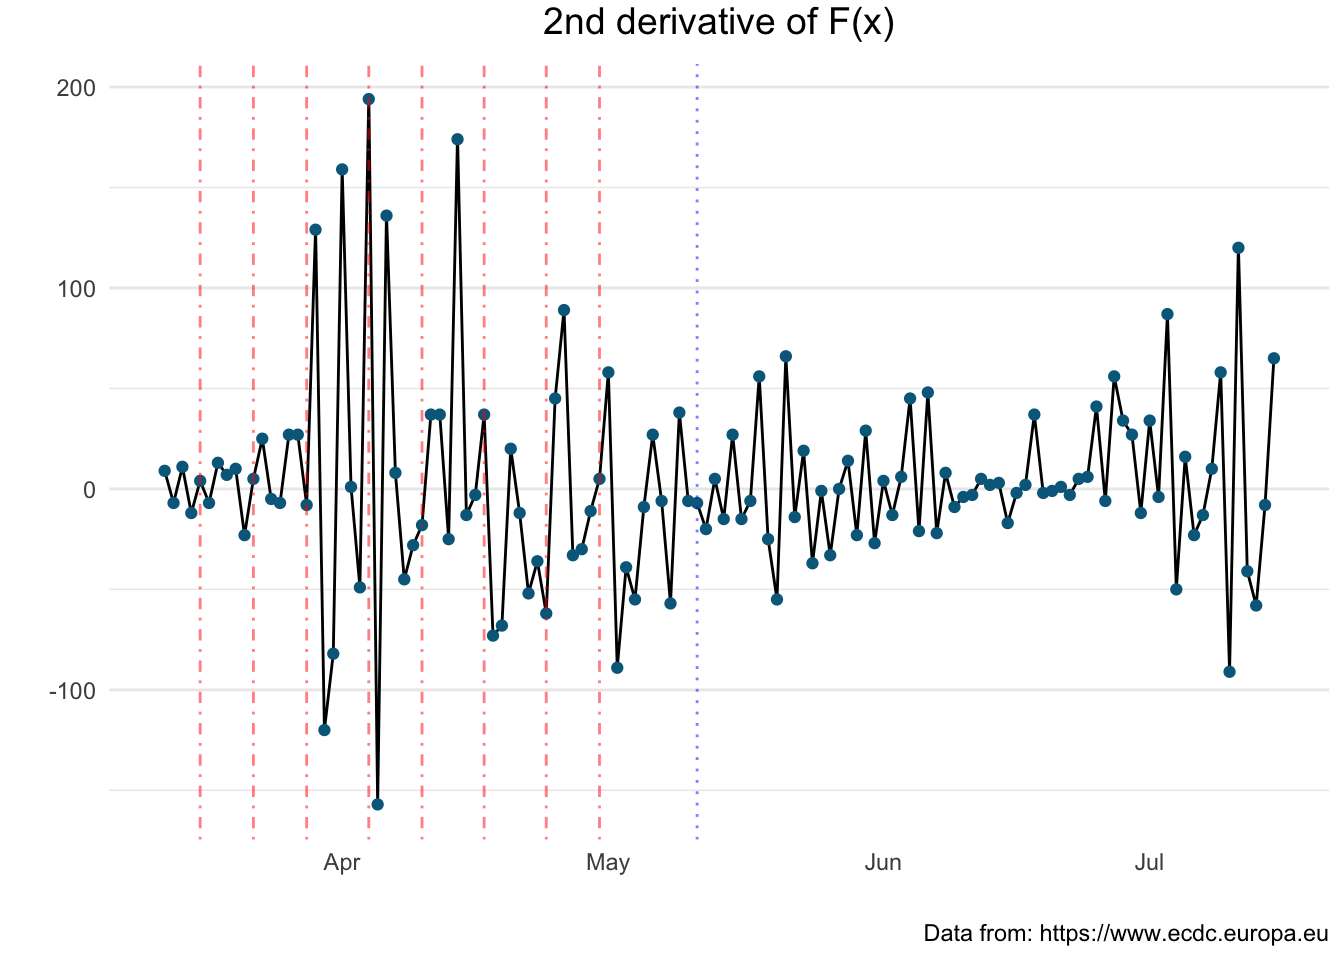 2nd derivative of F(x)
200
100
0
-100
Apr May Jun Jul
Data from: https://www.ecdc.europa.eu